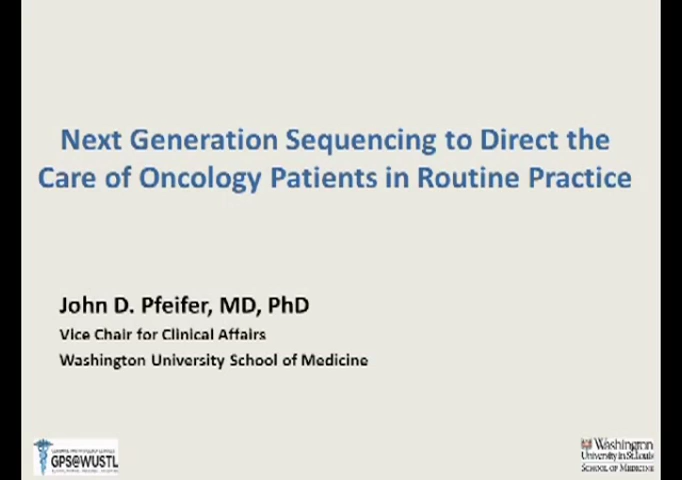 Next Generation Sequencing to Direct the
Care of Oncology Patients in Routine Practice
John D. Pfeifer, MD, PhD
Vice Chair for Clinical Affairs
Washington University School of Medicine
GPS@WUSTL
Washington
University in St. Louis
SCHOOL OF MEDICINE